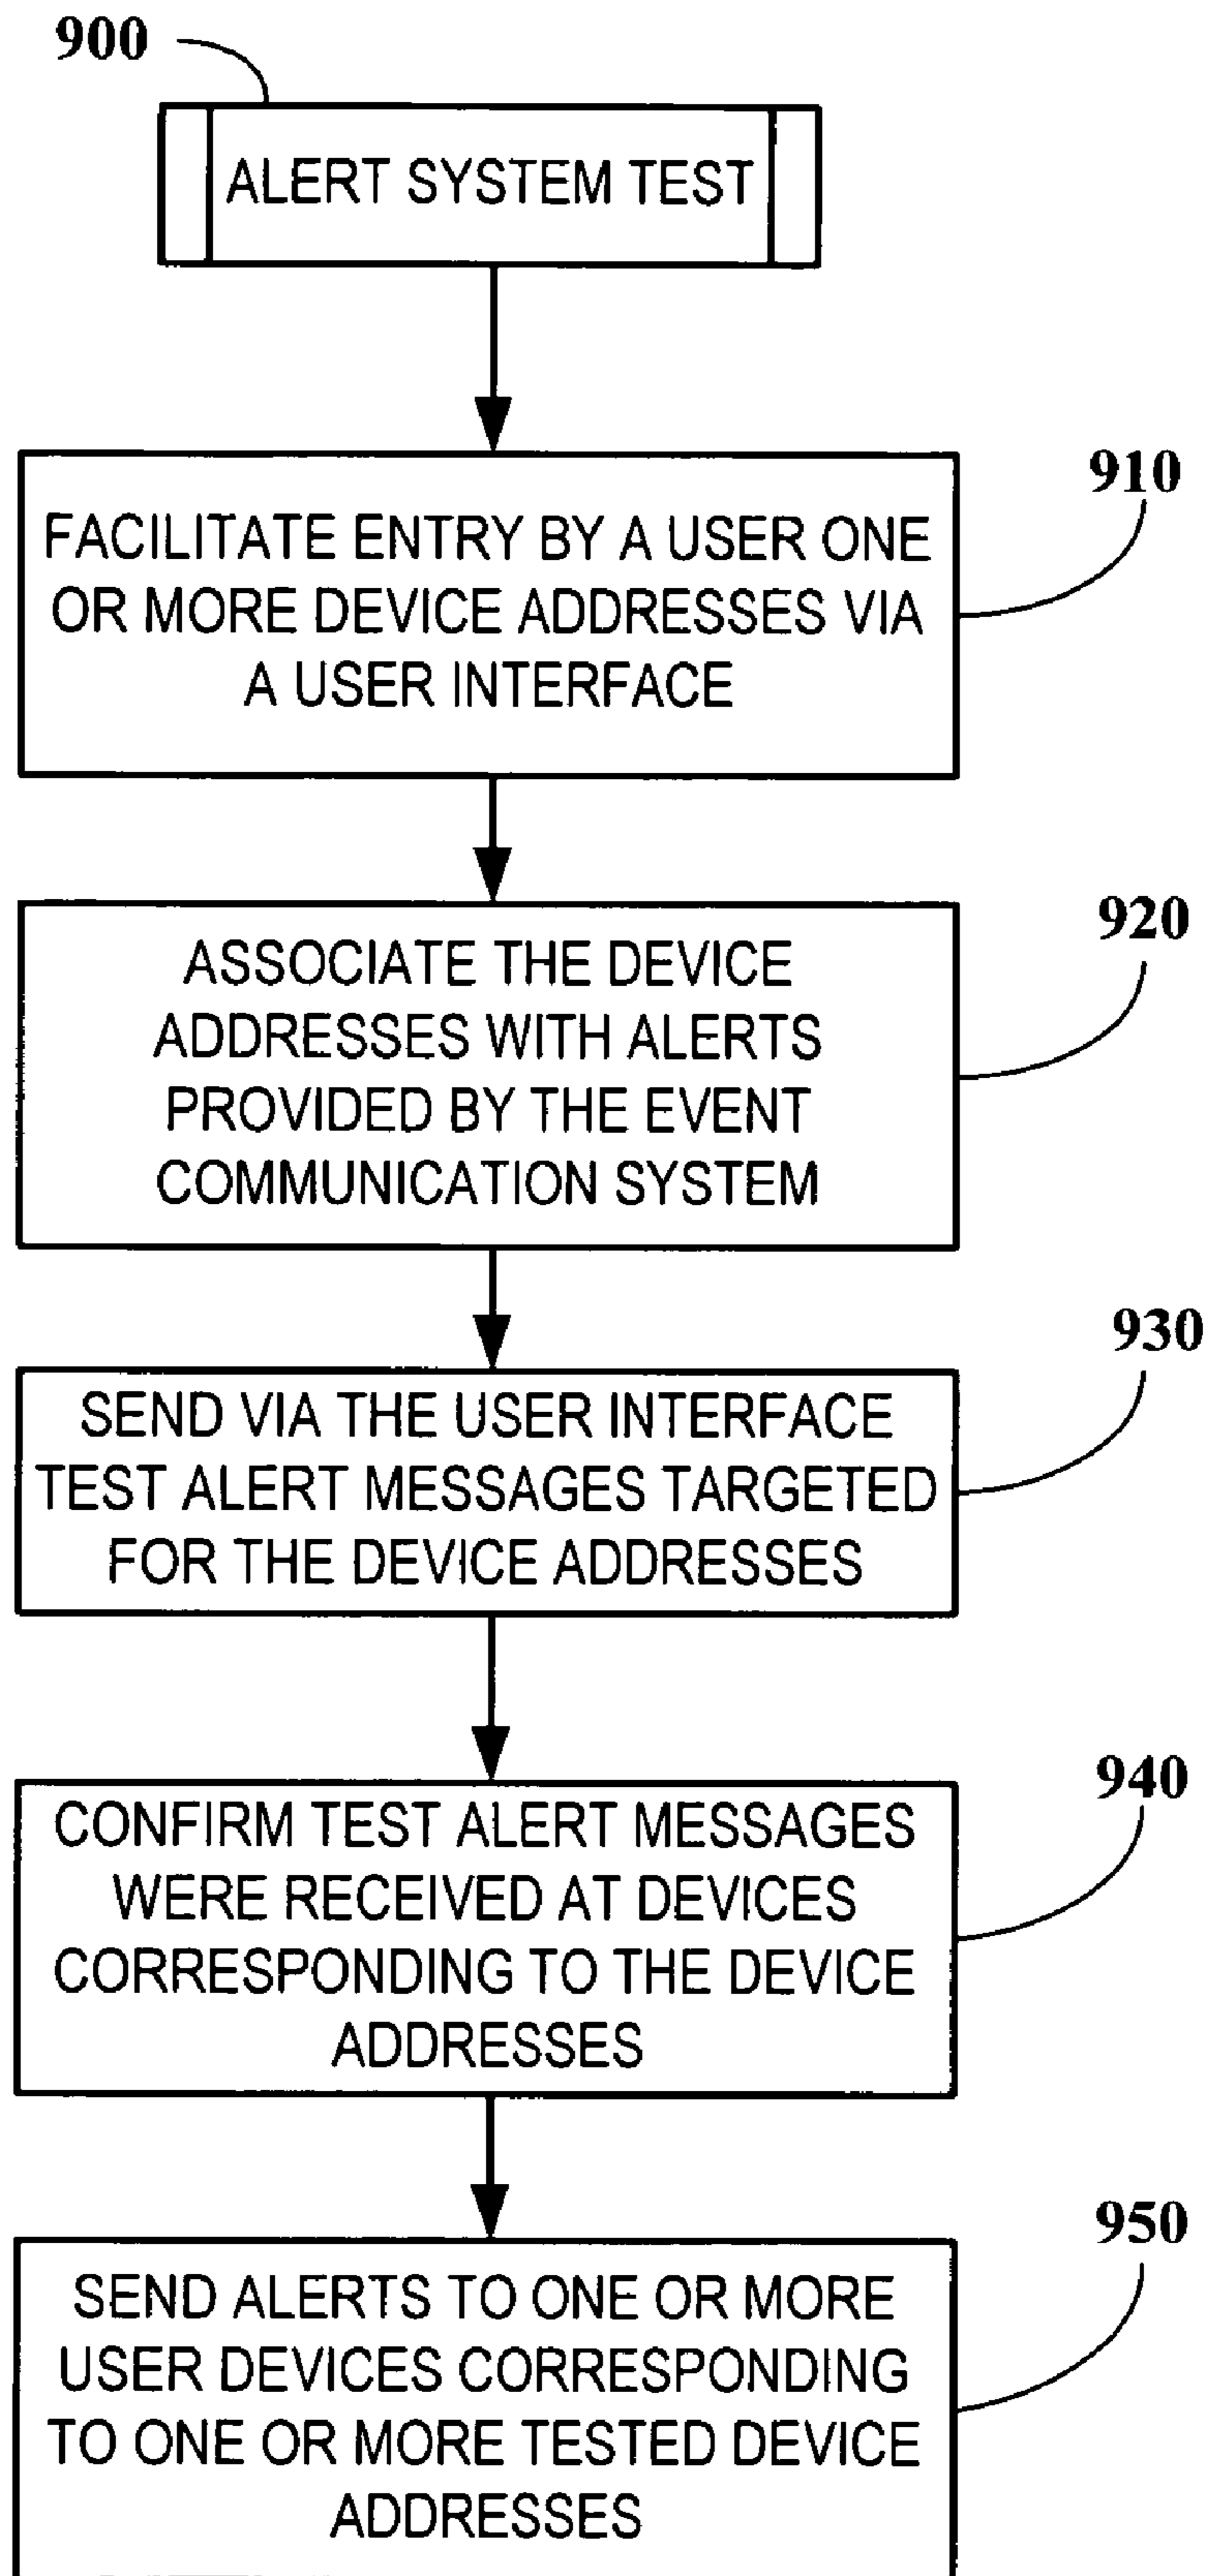 900
ALERT SYSTEM TEST
910
FACILITATE ENTRY BY A USER ONE
OR MORE DEVICE ADDRESSES VIA
A USER INTERFACE
920
ASSOCIATE THE DEVICE
ADDRESSES WITH ALERTS
PROVIDED BY THE EVENT
COMMUNICATION SYSTEM
930
SEND VIA THE USER INTERFACE
TEST ALERT MESSAGES TARGETED
FOR THE DEVICE ADDRESSES
940
CONFIRM TEST ALERT MESSAGES
WERE RECEIVED AT DEVICES
CORRESPONDING TO THE DEVICE
ADDRESSES
950
SEND ALERTS TO ONE OR MORE
USER DEVICES CORRESPONDING
TO ONE OR MORE TESTED DEVICE
ADDRESSES